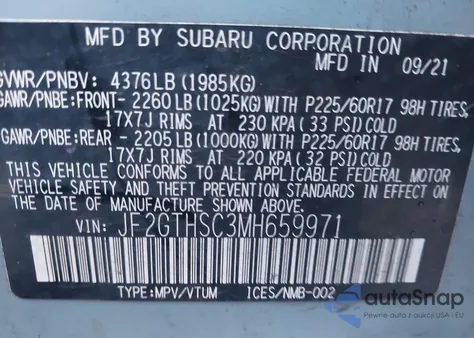 MFD BY SUBARU CORPORATION
MFD IN 09/21
GVWR/PNBV: 4376LB (1985KG)
GAWR/PNBE:FRONT- 2260 LB (1025KG) WITH P225/60R17 98H TIRES,
17X7J RIMS AT 230 KPA (33 PSI) COLD
GAWR/PNBE:REAR - 2205 LB (1000KG) WITH P225/60R17 98H TIRES,
17X7J RIMS AT 220 KPA (32 PSI) COLD
THIS VEHICLE CONFORMS TO ALL APPLICABLE FEDERAL MOTOR
VEHICLE SAFETY AND THEFT PREVENTION STANDARDS IN EFFECT ON
THE DATE OF MANUFACTURE SHOWN ABOVE.
VIN: JF2GTHSC3MH659971
TYPE:MPV/VTUM ICES/NMB-002
autoSnap
Pewne auta z USA i EU